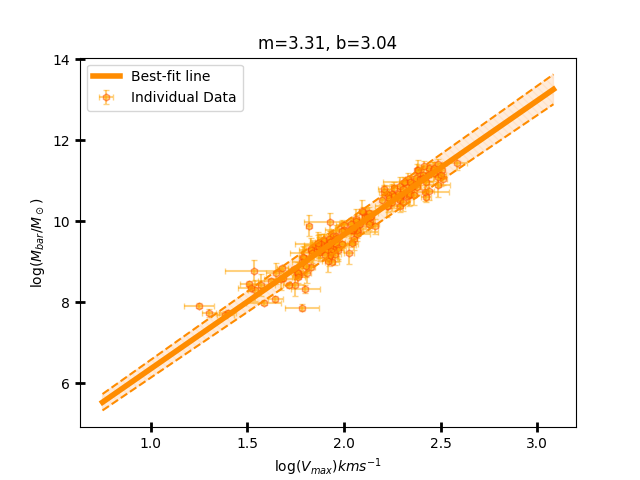 m=3.31, b=3.04
Best-fit line
Individual Data
14
12
10
8
6
log(M_bar/M_⊙)
1.0 1.5 2.0 2.5 3.0
log(V_max)kms⁻¹